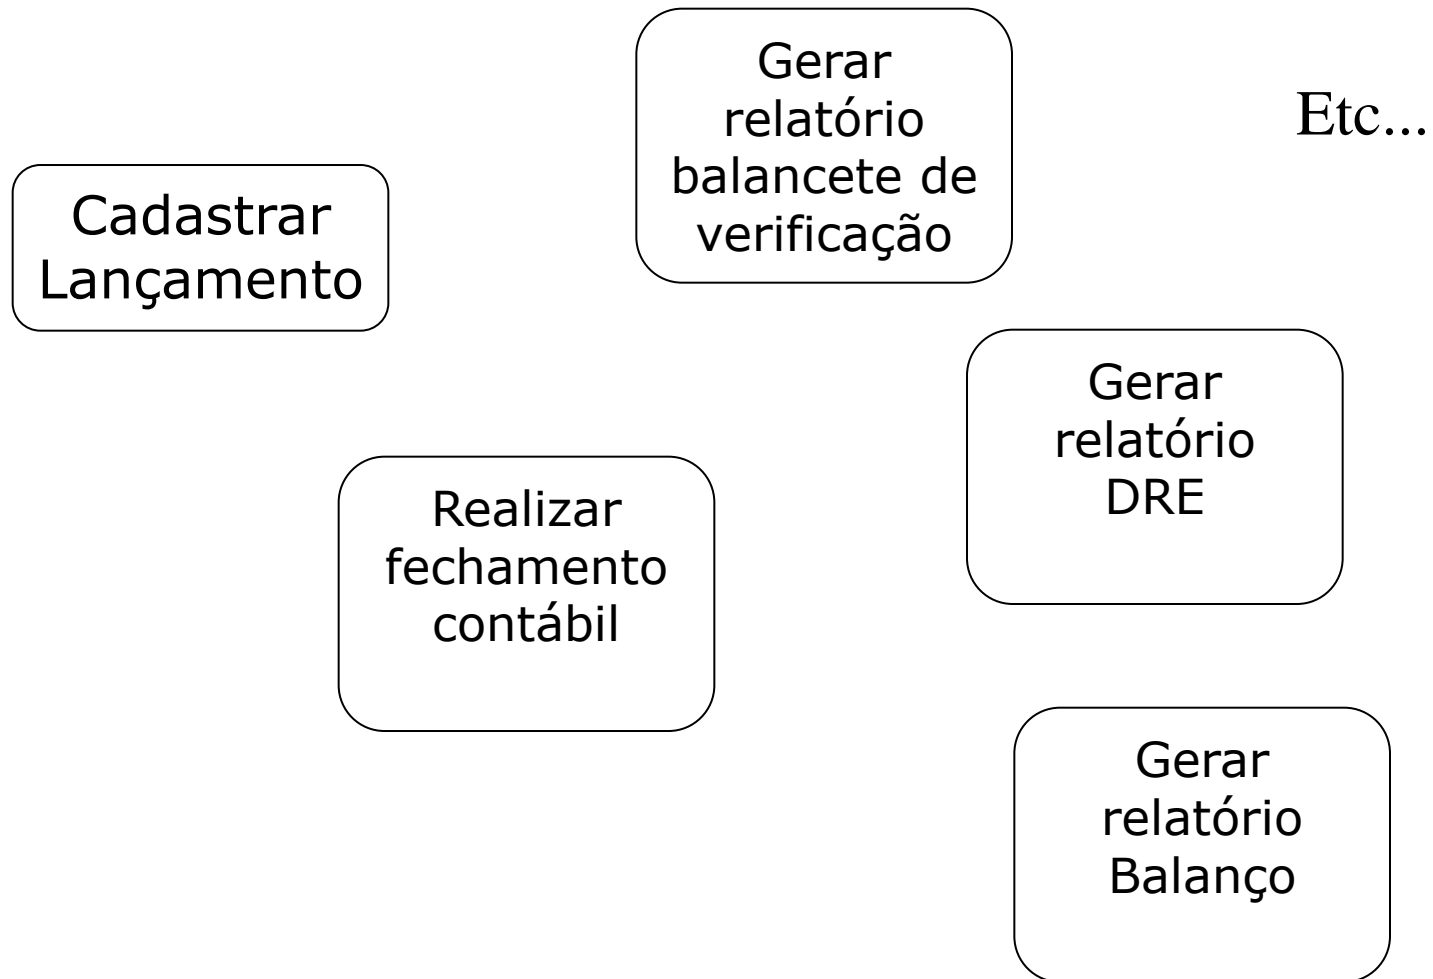 Gerar
relatório
balancete de
verificação
Etc...
Cadastrar
Lançamento
Gerar
relatório
DRE
Realizar
fechamento
contábil
Gerar
relatório
Balanço